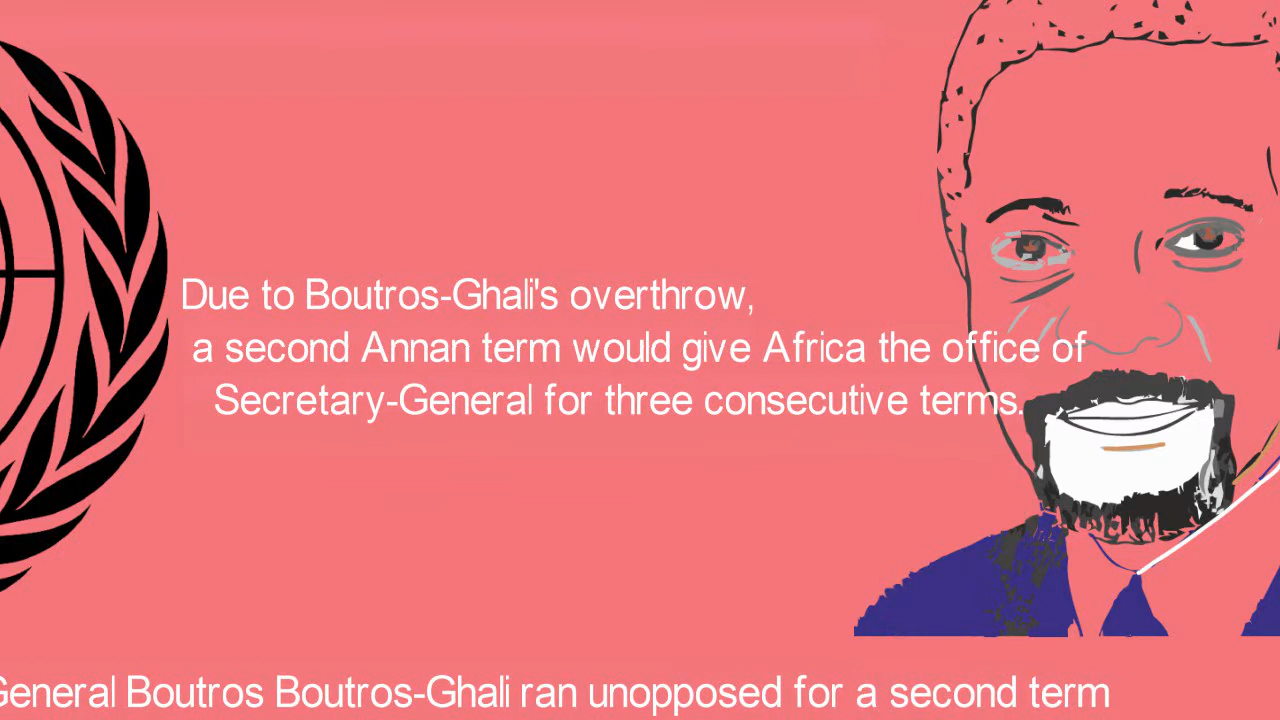 Due to Boutros-Ghali's overthrow,
a second Annan term would give Africa the office of
Secretary-General for three consecutive terms.
General Boutros Boutros-Ghali ran unopposed for a second term